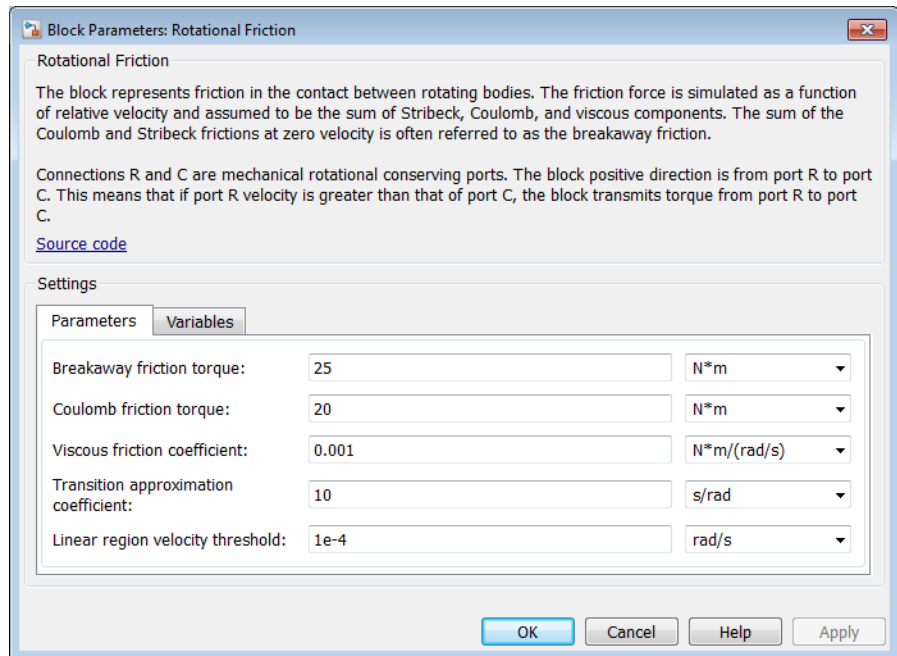 Block Parameters: Rotational Friction
Rotational Friction
The block represents friction in the contact between rotating bodies. The friction force is simulated as a function
of relative velocity and assumed to be the sum of Stribeck, Coulomb, and viscous components. The sum of the
Coulomb and Stribeck frictions at zero velocity is often referred to as the breakaway friction.
Connections R and C are mechanical rotational conserving ports. The block positive direction is from port R to port
C. This means that if port R velocity is greater than that of port C, the block transmits torque from port R to port
C.
Source code
Settings
Parameters Variables
Breakaway friction torque: 25 N*m
Coulomb friction torque: 20 N*m
Viscous friction coefficient: 0.001 N*m/(rad/s)
Transition approximation
coefficient: 10 s/rad
Linear region velocity threshold: 1e-4 rad/s
OK Cancel Help Apply